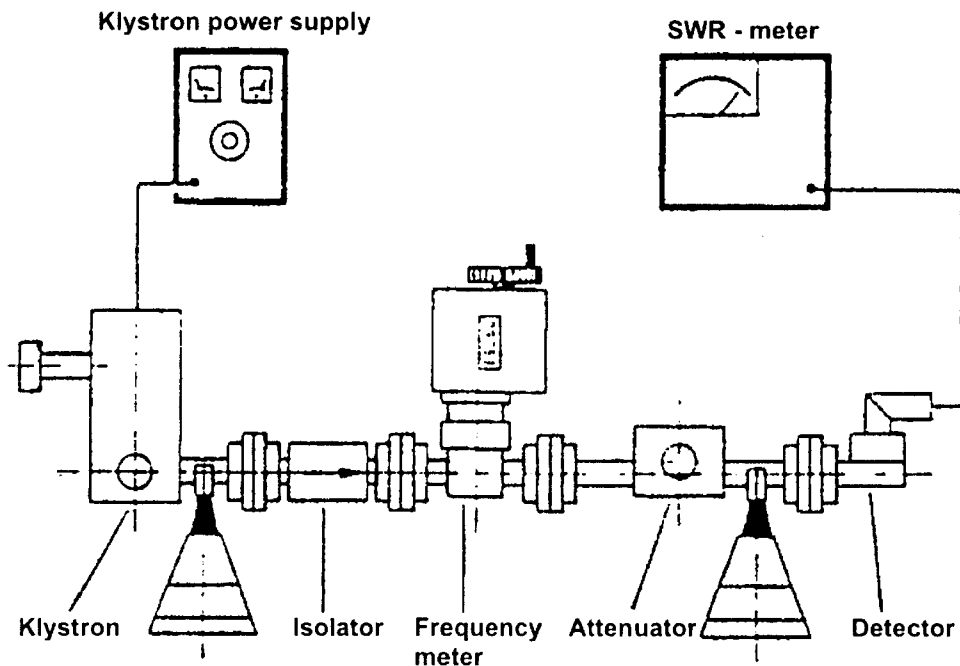 Klystron power supply
SWR - meter
Klystron
Isolator
Frequency
meter
Attenuator
Detector